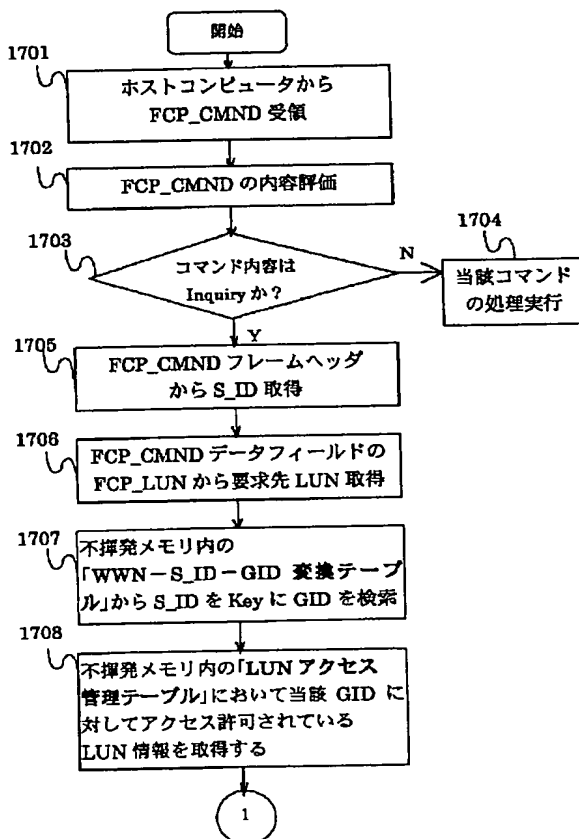 開始
1701
ホストコンピュータから
FCP_CMND 受領
1702
FCP_CMND の内容評価
1703
コマンド内容は
Inquiry か?
N
1704
当該コマンド
の処理実行
Y
1705
FCP_CMND フレームヘッダ
から S_ID 取得
1706
FCP_CMND データフィールドの
FCP_LUN から要求先 LUN 取得
1707
不揮発メモリ内の
「WWN-S_ID-GID 変換テーブ
ル」から S_ID を Key に GID を検索
1708
不揮発メモリ内の「LUN アクセス
管理テーブル」において当該 GID に
対してアクセス許可されている
LUN 情報を取得する
1